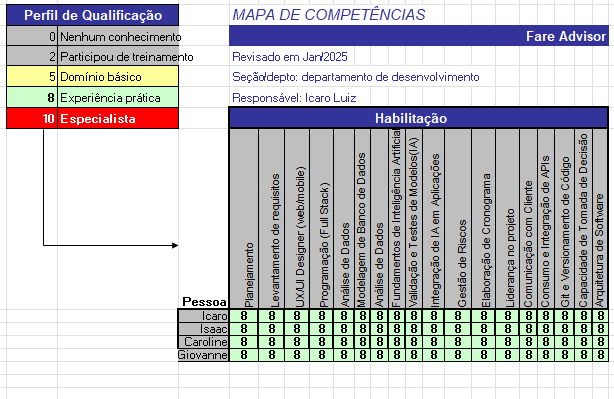 Perfil de Qualificação
0 Nenhum conhecimento
2 Participou de treinamento
5 Domínio básico
8 Experiência prática
10 Especialista
MAPA DE COMPETÊNCIAS
Fare Advisor
Revisado em Jan/2025
Seção/depto: departamento de desenvolvimento
Responsável: Icaro Luiz
Habilitação
Planejamento
Levantamento de requisitos
UX/UI Designer (web/mobile)
Programação (Full Stack)
Análise de Dados
Modelagem de Banco de Dados
Análise de Dados
Fundamentos de Inteligência Artificial
Validação e Testes de Modelos(IA)
Integração de IA em Aplicações
Gestão de Riscos
Elaboração de Cronograma
Liderança no projeto
Comunicação com Cliente
Consumo e Integração de APIs
Git e Versionamento de Código
Capacidade de Tomada de Decisão
Arquitetura de Software
Pessoa
Icaro 8 8 8 8 8 8 8 8 8 8 8 8 8 8 8 8 8 8
Isaac 8 8 8 8 8 8 8 8 8 8 8 8 8 8 8 8 8 8
Caroline 8 8 8 8 8 8 8 8 8 8 8 8 8 8 8 8 8 8
Giovanne 8 8 8 8 8 8 8 8 8 8 8 8 8 8 8 8 8 8